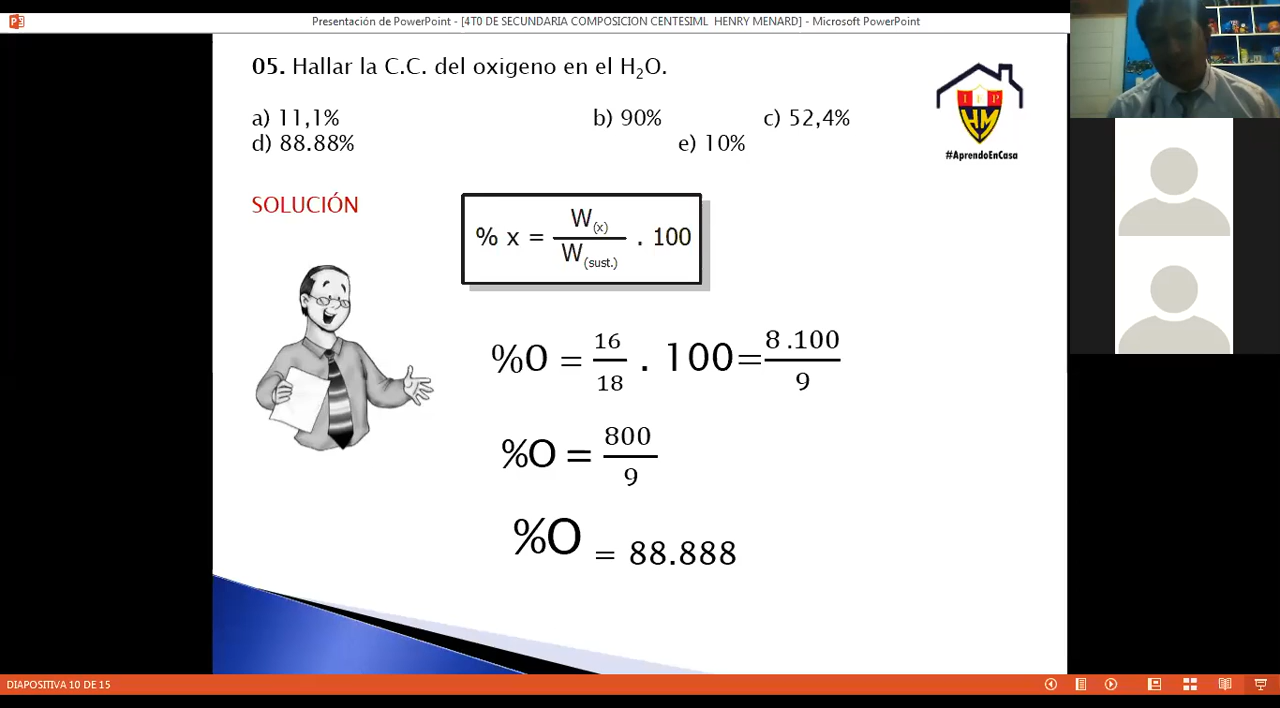 Presentación de PowerPoint - [4T0 DE SECUNDARIA COMPOSICION CENTESIML HENRY MENARD] - Microsoft PowerPoint
05. Hallar la C.C. del oxigeno en el H₂O.
a) 11,1% b) 90% c) 52,4%
d) 88.88% e) 10%
I E P
HM
#AprendoEnCasa
SOLUCIÓN
% x = W(x) / W(sust.) . 100
%O = 16/18 . 100= 8 .100/9
%O = 800/9
%O = 88.888
DIAPOSITIVA 10 DE 15